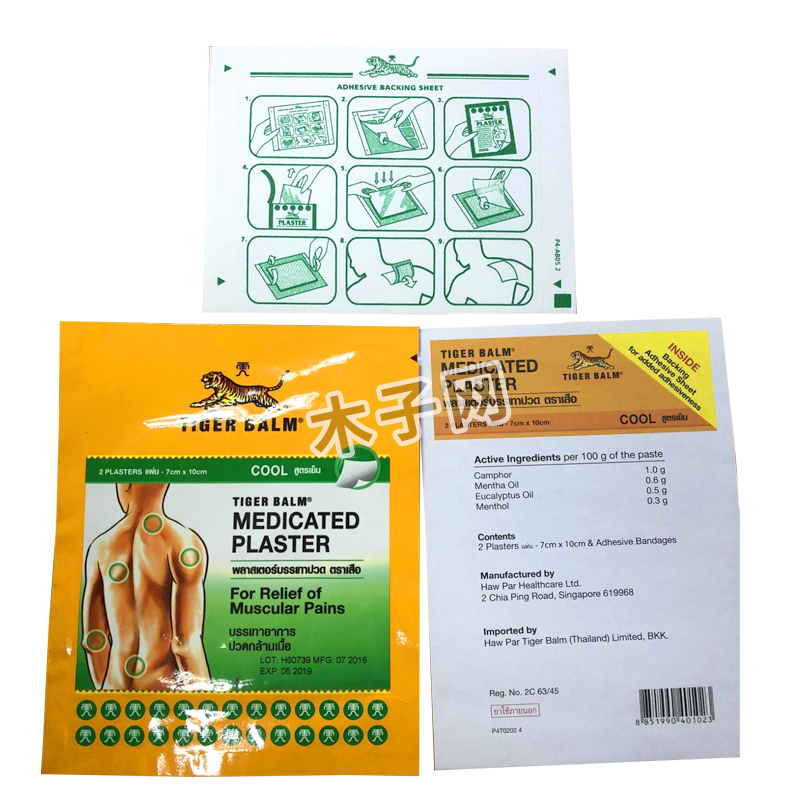 ADHESIVE BACKING SHEET
1.
2.
3.
PLASTER
4.
5.
6.
PLASTER
7.
8.
9.
P4-AB05 2
TIGER BALM®
2 PLASTERS แผ่น - 7cm x 10cm
COOL สูตรเย็น
TIGER BALM®
MEDICATED
PLASTER
พลาสเตอร์บรรเทาปวด ตราเสือ
For Relief of
Muscular Pains
บรรเทาอาการ
ปวดกล้ามเนื้อ
LOT: H60739 MFG: 07 2016
EXP: 06 2019
TIGER BALM®
MEDICATED
PLASTER
พลาสเตอร์บรรเทาปวด ตราเสือ
2 PLASTERS แผ่น - 7cm x 10cm
TIGER BALM®
COOL สูตรเย็น
INSIDE
Backing
Adhesive Sheet
for added adhesiveness
Active Ingredients per 100 g of the paste
Camphor 1.0 g
Mentha Oil 0.6 g
Eucalyptus Oil 0.5 g
Menthol 0.3 g
Contents
2 Plasters แผ่น - 7cm x 10cm & Adhesive Bandages
Manufactured by
Haw Par Healthcare Ltd.
2 Chia Ping Road, Singapore 619968
Imported by
Haw Par Tiger Balm (Thailand) Limited, BKK.
Reg. No. 2C 63/45
ยาใช้ภายนอก
P4T0202 4
8 851990 401023
木子网